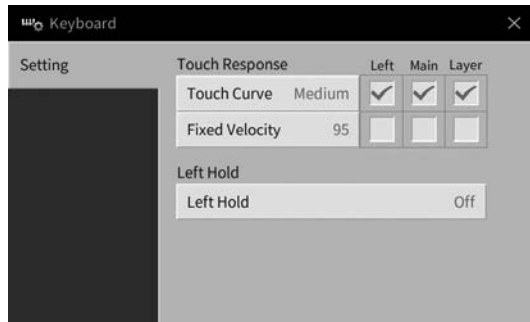 Keyboard
Setting
Touch Response Left Main Layer
Touch Curve Medium
Fixed Velocity 95
Left Hold
Left Hold Off